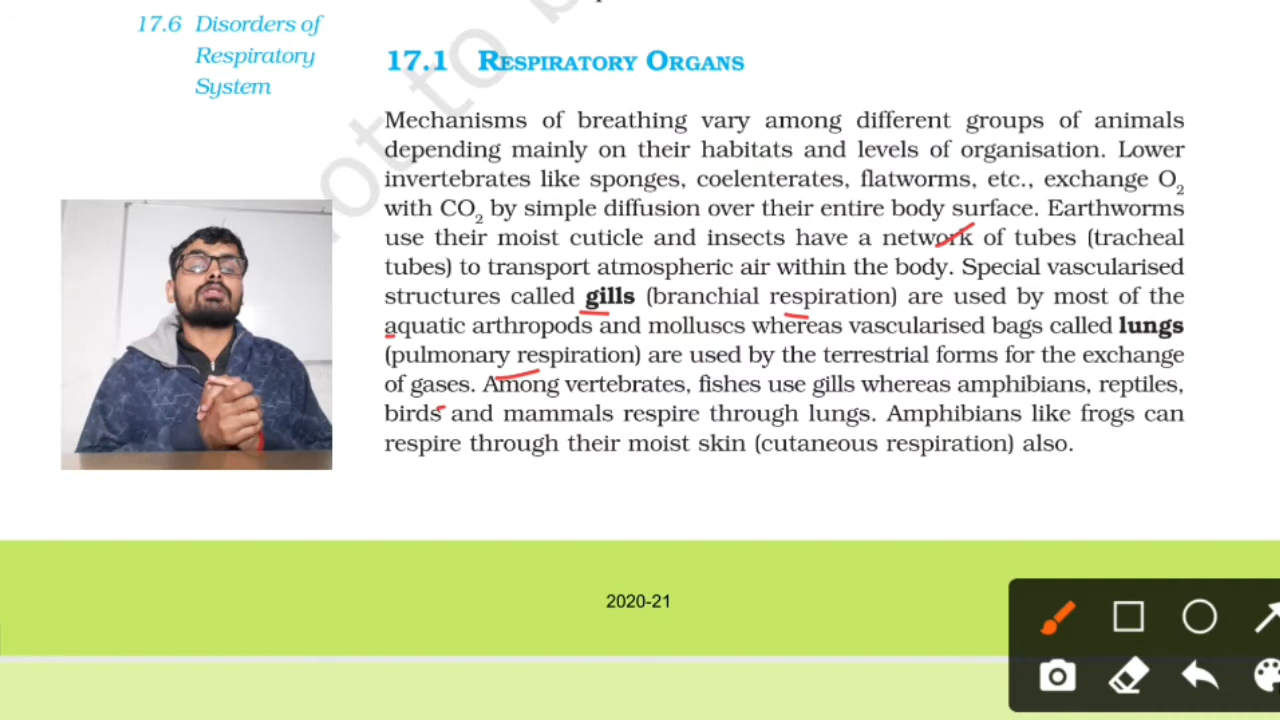 17.6 Disorders of
Respiratory
System
17.1 RESPIRATORY ORGANS
Mechanisms of breathing vary among different groups of animals
depending mainly on their habitats and levels of organisation. Lower
invertebrates like sponges, coelenterates, flatworms, etc., exchange O₂
with CO₂ by simple diffusion over their entire body surface. Earthworms
use their moist cuticle and insects have a network of tubes (tracheal
tubes) to transport atmospheric air within the body. Special vascularised
structures called gills (branchial respiration) are used by most of the
aquatic arthropods and molluscs whereas vascularised bags called lungs
(pulmonary respiration) are used by the terrestrial forms for the exchange
of gases. Among vertebrates, fishes use gills whereas amphibians, reptiles,
birds and mammals respire through lungs. Amphibians like frogs can
respire through their moist skin (cutaneous respiration) also.
not to b
2020-21